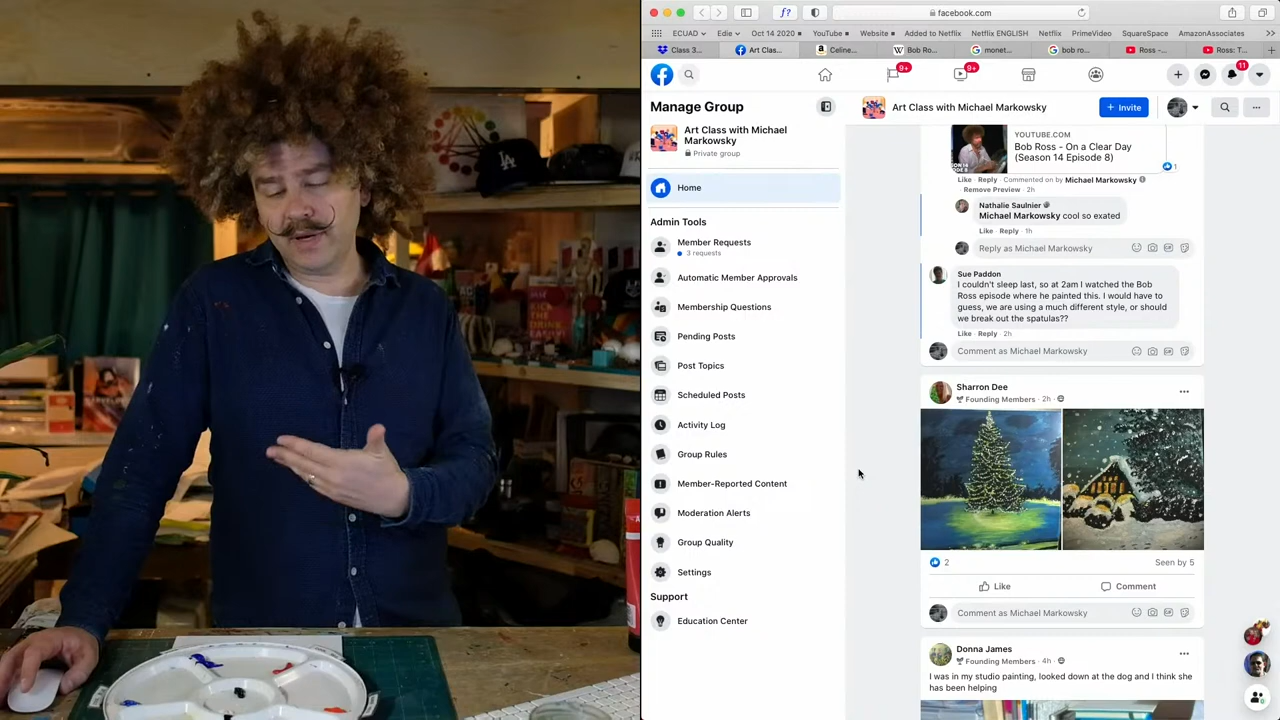 facebook.com
ECUAD
Edie
Oct 14 2020
YouTube
Website
Added to Netflix
Netflix ENGLISH
Netflix
PrimeVideo
SquareSpace
AmazonAssociates
Class 3...
Art Clas...
Celine...
Bob Ro...
monet...
bob ro...
Ross -...
Ross: T...
9+
9+
11
Manage Group
Art Class with Michael
Markowsky
Private group
Home
Admin Tools
Member Requests
3 requests
Automatic Member Approvals
Membership Questions
Pending Posts
Post Topics
Scheduled Posts
Activity Log
Group Rules
Member-Reported Content
Moderation Alerts
Group Quality
Settings
Support
Education Center
Art Class with Michael Markowsky
+ Invite
YOUTUBE.COM
Bob Ross - On a Clear Day
(Season 14 Episode 8)
1
Like · Reply · Commented on by Michael Markowsky
· Remove Preview · 2h
Nathalie Saulnier
Michael Markowsky cool so exated
Like · Reply · 1h
Reply as Michael Markowsky
Sue Paddon
I couldn't sleep last, so at 2am I watched the Bob
Ross episode where he painted this. I would have to
guess, we are using a much different style, or should
we break out the spatulas??
Like · Reply · 2h
Comment as Michael Markowsky
Sharron Dee
Founding Members · 2h ·
2
Seen by 5
Like
Comment
Comment as Michael Markowsky
Donna James
Founding Members · 4h ·
I was in my studio painting, looked down at the dog and I think she
has been helping
LA
KICK
THE
DRINK